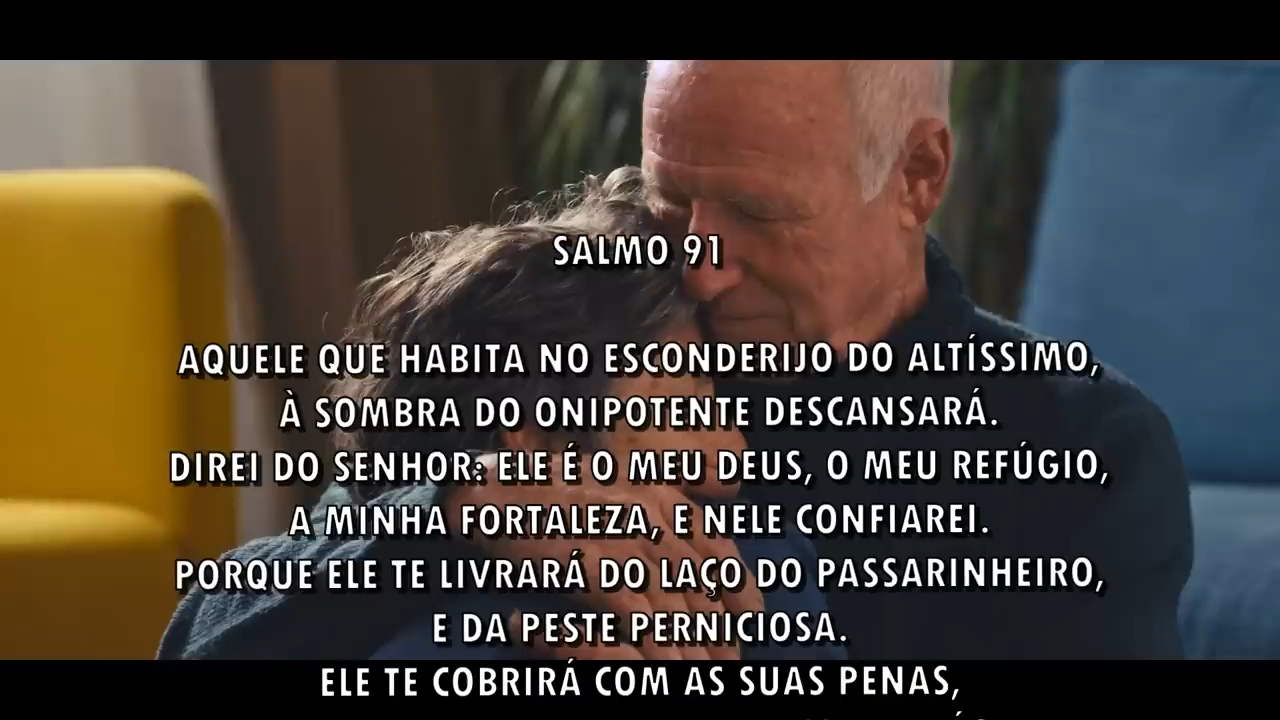 SALMO 91
AQUELE QUE HABITA NO ESCONDERIJO DO ALTÍSSIMO,
À SOMBRA DO ONIPOTENTE DESCANSARÁ.
DIREI DO SENHOR: ELE É O MEU DEUS, O MEU REFÚGIO,
A MINHA FORTALEZA, E NELE CONFIAREI.
PORQUE ELE TE LIVRARÁ DO LAÇO DO PASSARINHEIRO,
E DA PESTE PERNICIOSA.
ELE TE COBRIRÁ COM AS SUAS PENAS,